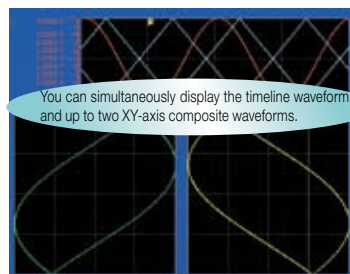 You can simultaneously display the timeline waveform
and up to two XY-axis composite waveforms.